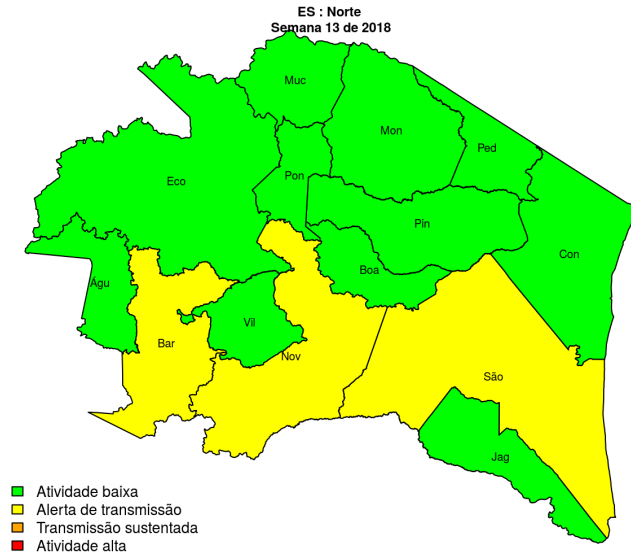 ES : Norte
Semana 13 de 2018
Muc
Mon
Ped
Eco
Pon
Pin
Con
Boa
Águ
Vil
Bar
Nov
São
Jag
Atividade baixa
Alerta de transmissão
Transmissão sustentada
Atividade alta